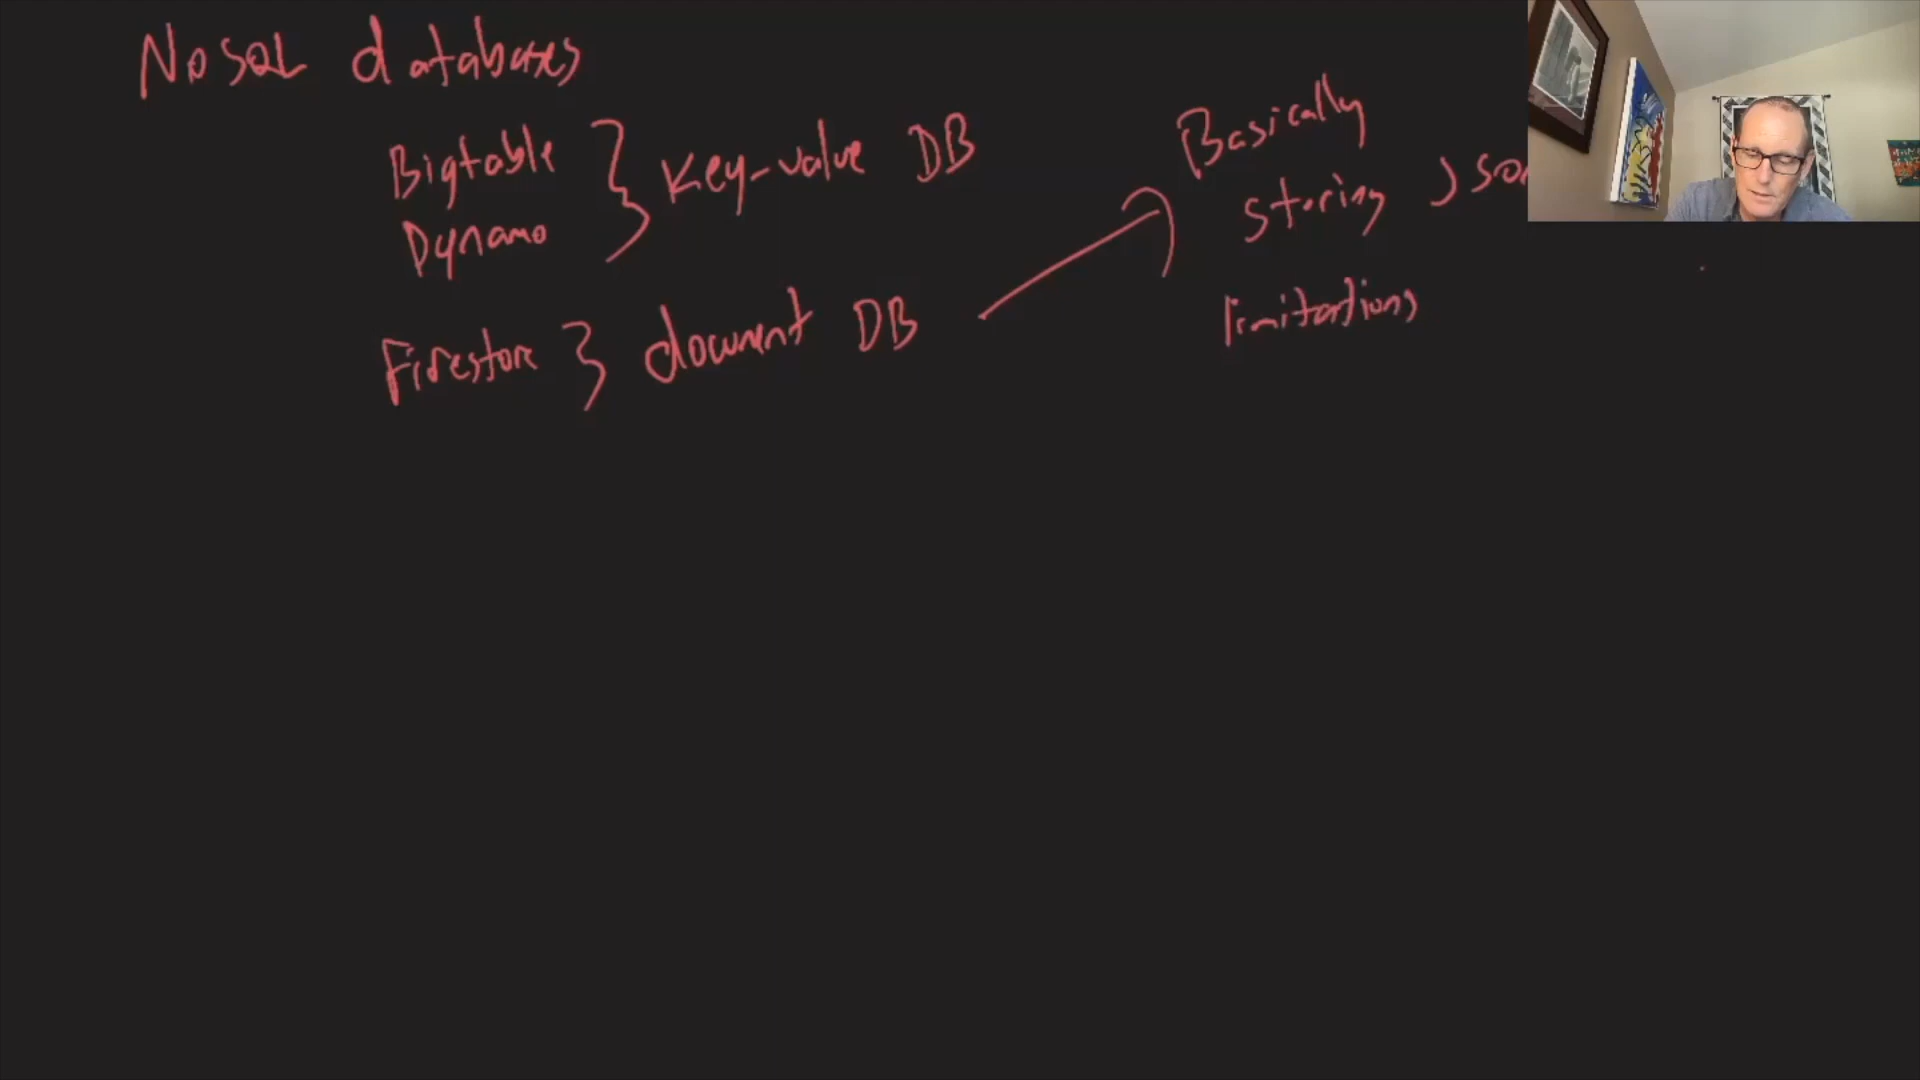 NoSQL databases
Bigtable } key-value DB
Dynamo
Firestore } document DB
Basically
storing
limitations